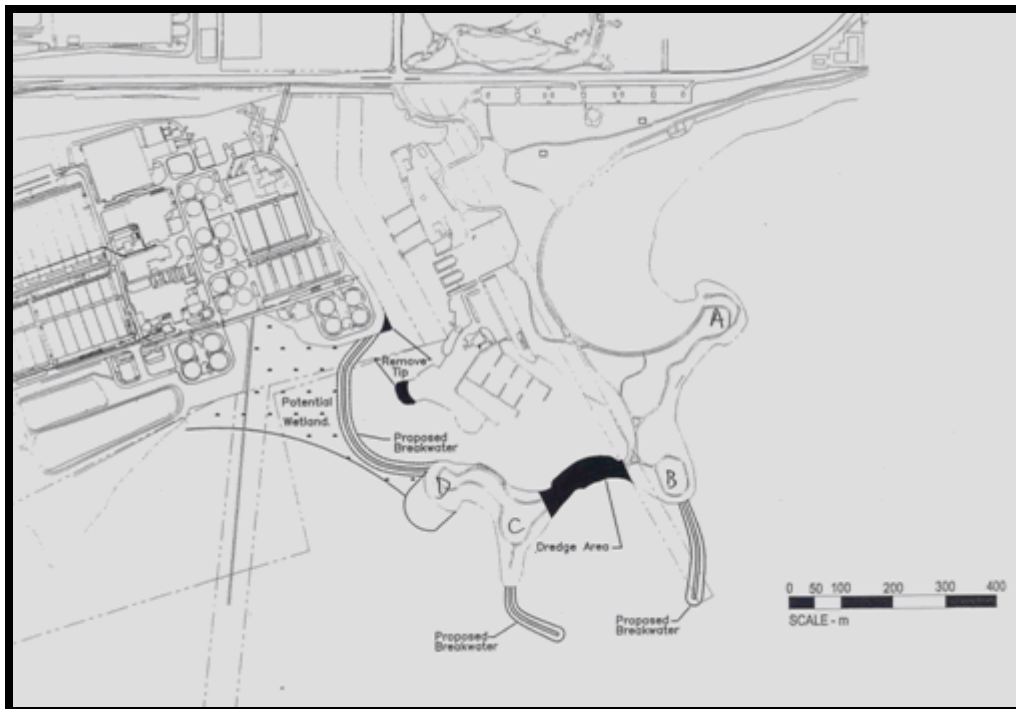 A
Remove
Tip
Potential
Wetland.
Proposed
Breakwater
D
B
C
Dredge Area
0 50 100 200 300 400
SCALE - m
Proposed
Breakwater
Proposed
Breakwater